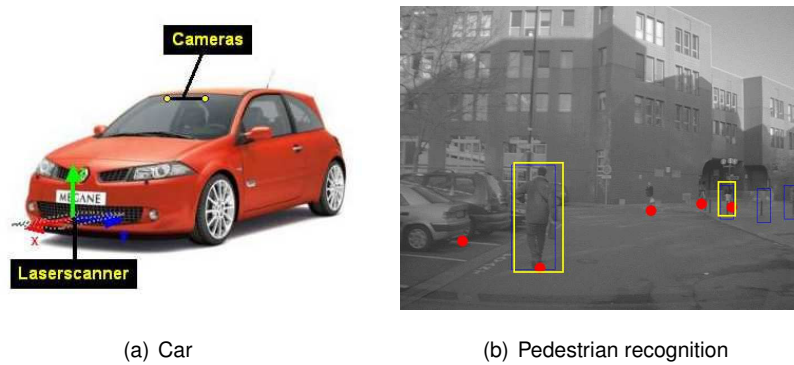 Cameras
MEGANE
x
z
Laserscanner
(a) Car
(b) Pedestrian recognition